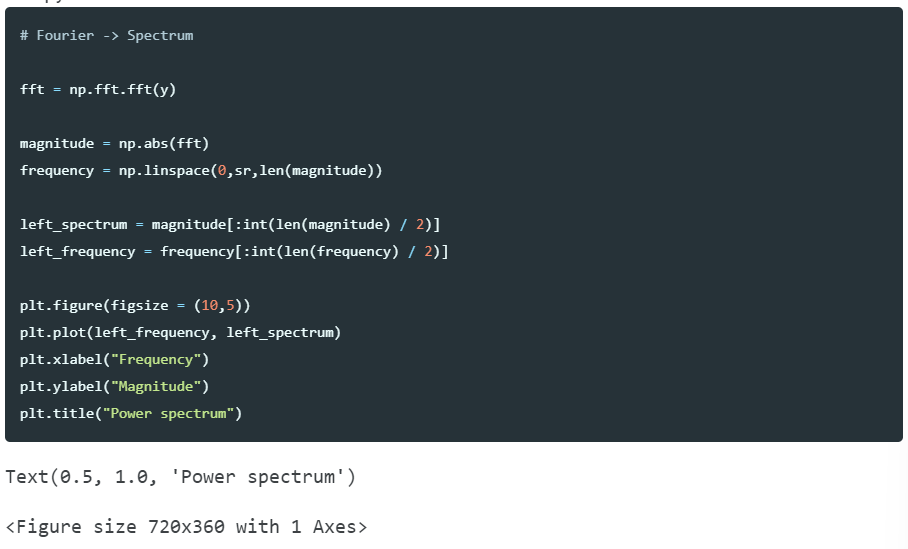 # Fourier -> Spectrum
fft = np.fft.fft(y)
magnitude = np.abs(fft)
frequency = np.linspace(0,sr,len(magnitude))
left_spectrum = magnitude[:int(len(magnitude) / 2)]
left_frequency = frequency[:int(len(frequency) / 2)]
plt.figure(figsize = (10,5))
plt.plot(left_frequency, left_spectrum)
plt.xlabel("Frequency")
plt.ylabel("Magnitude")
plt.title("Power spectrum")
Text(0.5, 1.0, 'Power spectrum')
<Figure size 720x360 with 1 Axes>